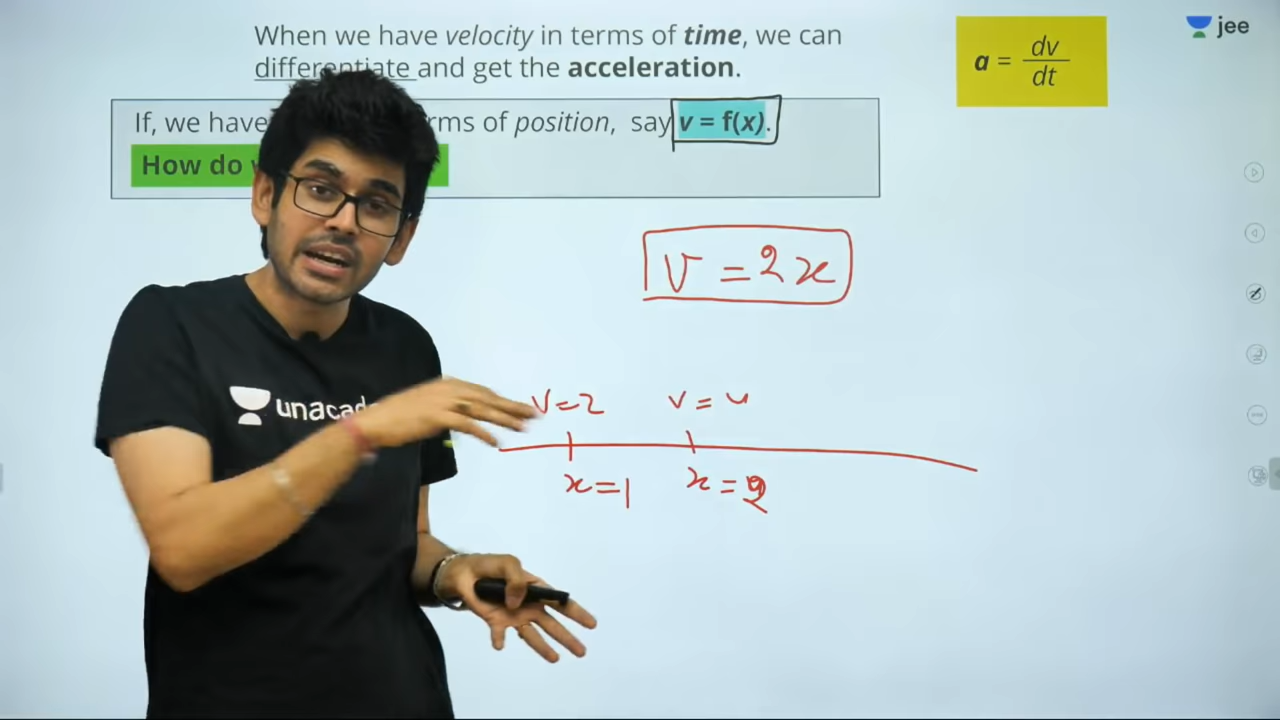 When we have velocity in terms of time, we can
differentiate and get the acceleration.
a = dv/dt
jee
If, we have rms of position, say v = f(x).
How do
V = 2x
V=2 V=4
x=1 x=2
unacad